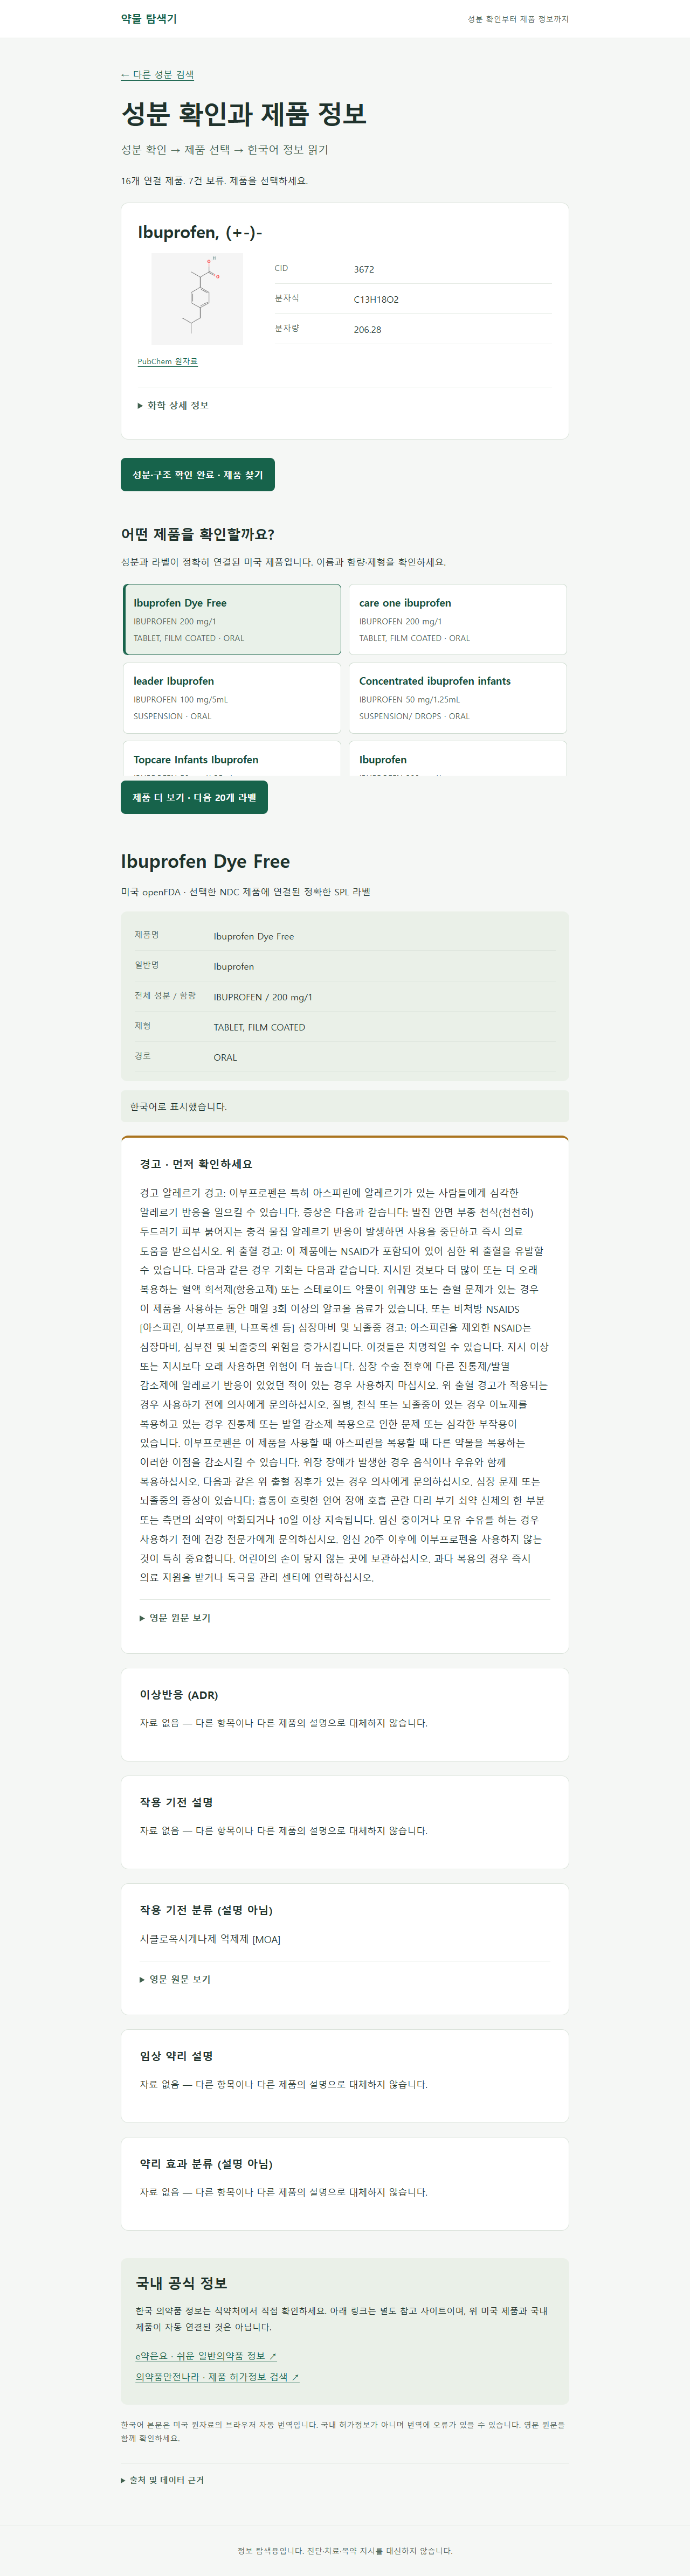 약물 탐색기
성분 확인부터 제품 정보까지
← 다른 성분 검색
성분 확인과 제품 정보
성분 확인 → 제품 선택 → 한국어 정보 읽기
16개 연결 제품. 7건 보류. 제품을 선택하세요.
Ibuprofen, (+-)-
H
O
O
CID
3672
분자식
C13H18O2
분자량
206.28
PubChem 원자료
▶ 화학 상세 정보
성분·구조 확인 완료 · 제품 찾기
어떤 제품을 확인할까요?
성분과 라벨이 정확히 연결된 미국 제품입니다. 이름과 함량·제형을 확인하세요.
Ibuprofen Dye Free
IBUPROFEN 200 mg/1
TABLET, FILM COATED · ORAL
care one ibuprofen
IBUPROFEN 200 mg/1
TABLET, FILM COATED · ORAL
leader Ibuprofen
IBUPROFEN 100 mg/5mL
SUSPENSION · ORAL
Concentrated ibuprofen infants
IBUPROFEN 50 mg/1.25mL
SUSPENSION/ DROPS · ORAL
Topcare Infants Ibuprofen
Ibuprofen
제품 더 보기 · 다음 20개 라벨
Ibuprofen Dye Free
미국 openFDA · 선택한 NDC 제품에 연결된 정확한 SPL 라벨
제품명
Ibuprofen Dye Free
일반명
Ibuprofen
전체 성분 / 함량
IBUPROFEN / 200 mg/1
제형
TABLET, FILM COATED
경로
ORAL
한국어로 표시했습니다.
경고 · 먼저 확인하세요
경고 알레르기 경고: 이부프로펜은 특히 아스피린에 알레르기가 있는 사람들에게 심각한
알레르기 반응을 일으킬 수 있습니다. 증상은 다음과 같습니다: 발진 안면 부종 천식(천천히)
두드러기 피부 붉어지는 충격 물집 알레르기 반응이 발생하면 사용을 중단하고 즉시 의료
도움을 받으십시오. 위 출혈 경고: 이 제품에는 NSAID가 포함되어 있어 심한 위 출혈을 유발할
수 있습니다. 다음과 같은 경우 기회는 다음과 같습니다. 지시된 것보다 더 많이 또는 더 오래
복용하는 혈액 희석제(항응고제) 또는 스테로이드 약물이 위궤양 또는 출혈 문제가 있는 경우
이 제품을 사용하는 동안 매일 3회 이상의 알코올 음료가 있습니다. 또는 비처방 NSAIDS
[아스피린, 이부프로펜, 나프록센 등] 심장마비 및 뇌졸중 경고: 아스피린을 제외한 NSAID는
심장마비, 심부전 및 뇌졸중의 위험을 증가시킵니다. 이것들은 치명적일 수 있습니다. 지시 이상
또는 지시보다 오래 사용하면 위험이 더 높습니다. 심장 수술 전후에 다른 진통제/발열
감소제에 알레르기 반응이 있었던 적이 있는 경우 사용하지 마십시오. 위 출혈 경고가 적용되는
경우 사용하기 전에 의사에게 문의하십시오. 질병, 천식 또는 뇌졸중이 있는 경우 이뇨제를
복용하고 있는 경우 진통제 또는 발열 감소제 복용으로 인한 문제 또는 심각한 부작용이
있습니다. 이부프로펜은 이 제품을 사용할 때 아스피린을 복용할 때 다른 약물을 복용하는
이러한 이점을 감소시킬 수 있습니다. 위장 장애가 발생한 경우 음식이나 우유와 함께
복용하십시오. 다음과 같은 위 출혈 징후가 있는 경우 의사에게 문의하십시오. 심장 문제 또는
뇌졸중의 증상이 있습니다: 흉통이 흐릿한 언어 장애 호흡 곤란 다리 부기 쇠약 신체의 한 부분
또는 측면의 쇠약이 악화되거나 10일 이상 지속됩니다. 임신 중이거나 모유 수유를 하는 경우
사용하기 전에 건강 전문가에게 문의하십시오. 임신 20주 이후에 이부프로펜을 사용하지 않는
것이 특히 중요합니다. 어린이의 손이 닿지 않는 곳에 보관하십시오. 과다 복용의 경우 즉시
의료 지원을 받거나 독극물 관리 센터에 연락하십시오.
▶ 영문 원문 보기
이상반응 (ADR)
자료 없음 — 다른 항목이나 다른 제품의 설명으로 대체하지 않습니다.
작용 기전 설명
자료 없음 — 다른 항목이나 다른 제품의 설명으로 대체하지 않습니다.
작용 기전 분류 (설명 아님)
시클로옥시게나제 억제제 [MOA]
▶ 영문 원문 보기
임상 약리 설명
자료 없음 — 다른 항목이나 다른 제품의 설명으로 대체하지 않습니다.
약리 효과 분류 (설명 아님)
자료 없음 — 다른 항목이나 다른 제품의 설명으로 대체하지 않습니다.
국내 공식 정보
한국 의약품 정보는 식약처에서 직접 확인하세요. 아래 링크는 별도 참고 사이트이며, 위 미국 제품과 국내
제품이 자동 연결된 것은 아닙니다.
e약은요 · 쉬운 일반의약품 정보 ↗
의약품안전나라 · 제품 허가정보 검색 ↗
한국어 본문은 미국 원자료의 브라우저 자동 번역입니다. 국내 허가정보가 아니며 번역에 오류가 있을 수 있습니다. 영문 원문을
함께 확인하세요.
▶ 출처 및 데이터 근거
정보 탐색용입니다. 진단·치료·복약 지시를 대신하지 않습니다.